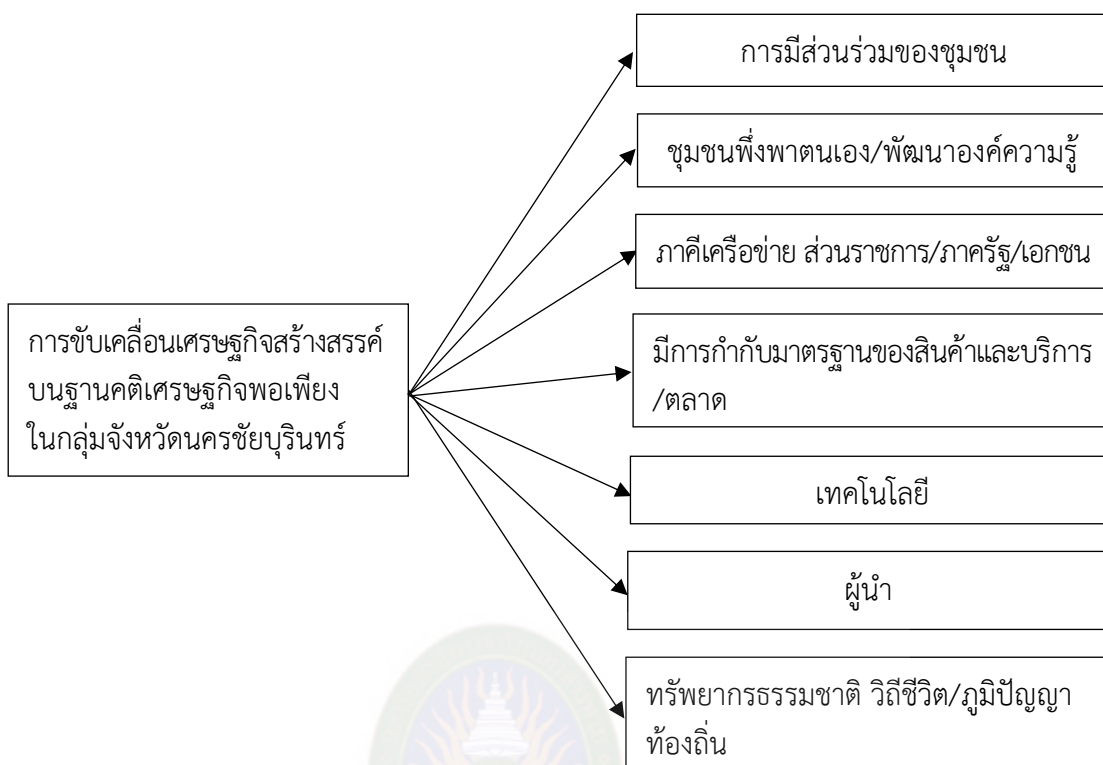 การมีส่วนร่วมของชุมชน
ชุมชนพึ่งพาตนเอง/พัฒนาองค์ความรู้
ภาคีเครือข่าย ส่วนราชการ/ภาครัฐ/เอกชน
การขับเคลื่อนเศรษฐกิจสร้างสรรค์
บนฐานคติเศรษฐกิจพอเพียง
ในกลุ่มจังหวัดนครชัยบุรินทร์
มีการกำกับมาตรฐานของสินค้าและบริการ
/ตลาด
เทคโนโลยี
ผู้นำ
ทรัพยากรธรรมชาติ วิถีชีวิต/ภูมิปัญญา
ท้องถิ่น